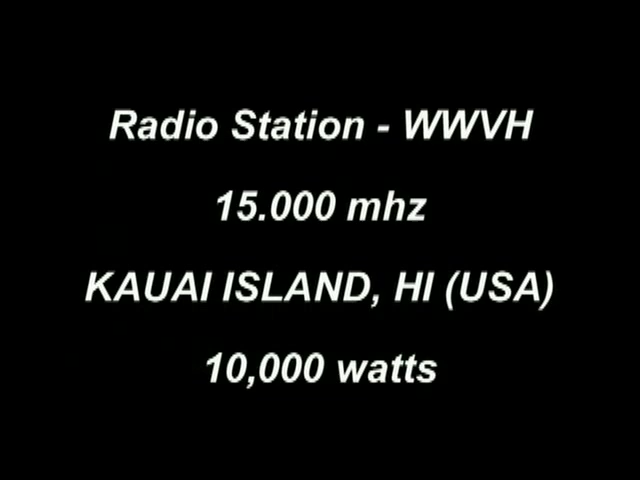 Radio Station - WWVH
15.000 mhz
KAUAI ISLAND, HI (USA)
10,000 watts